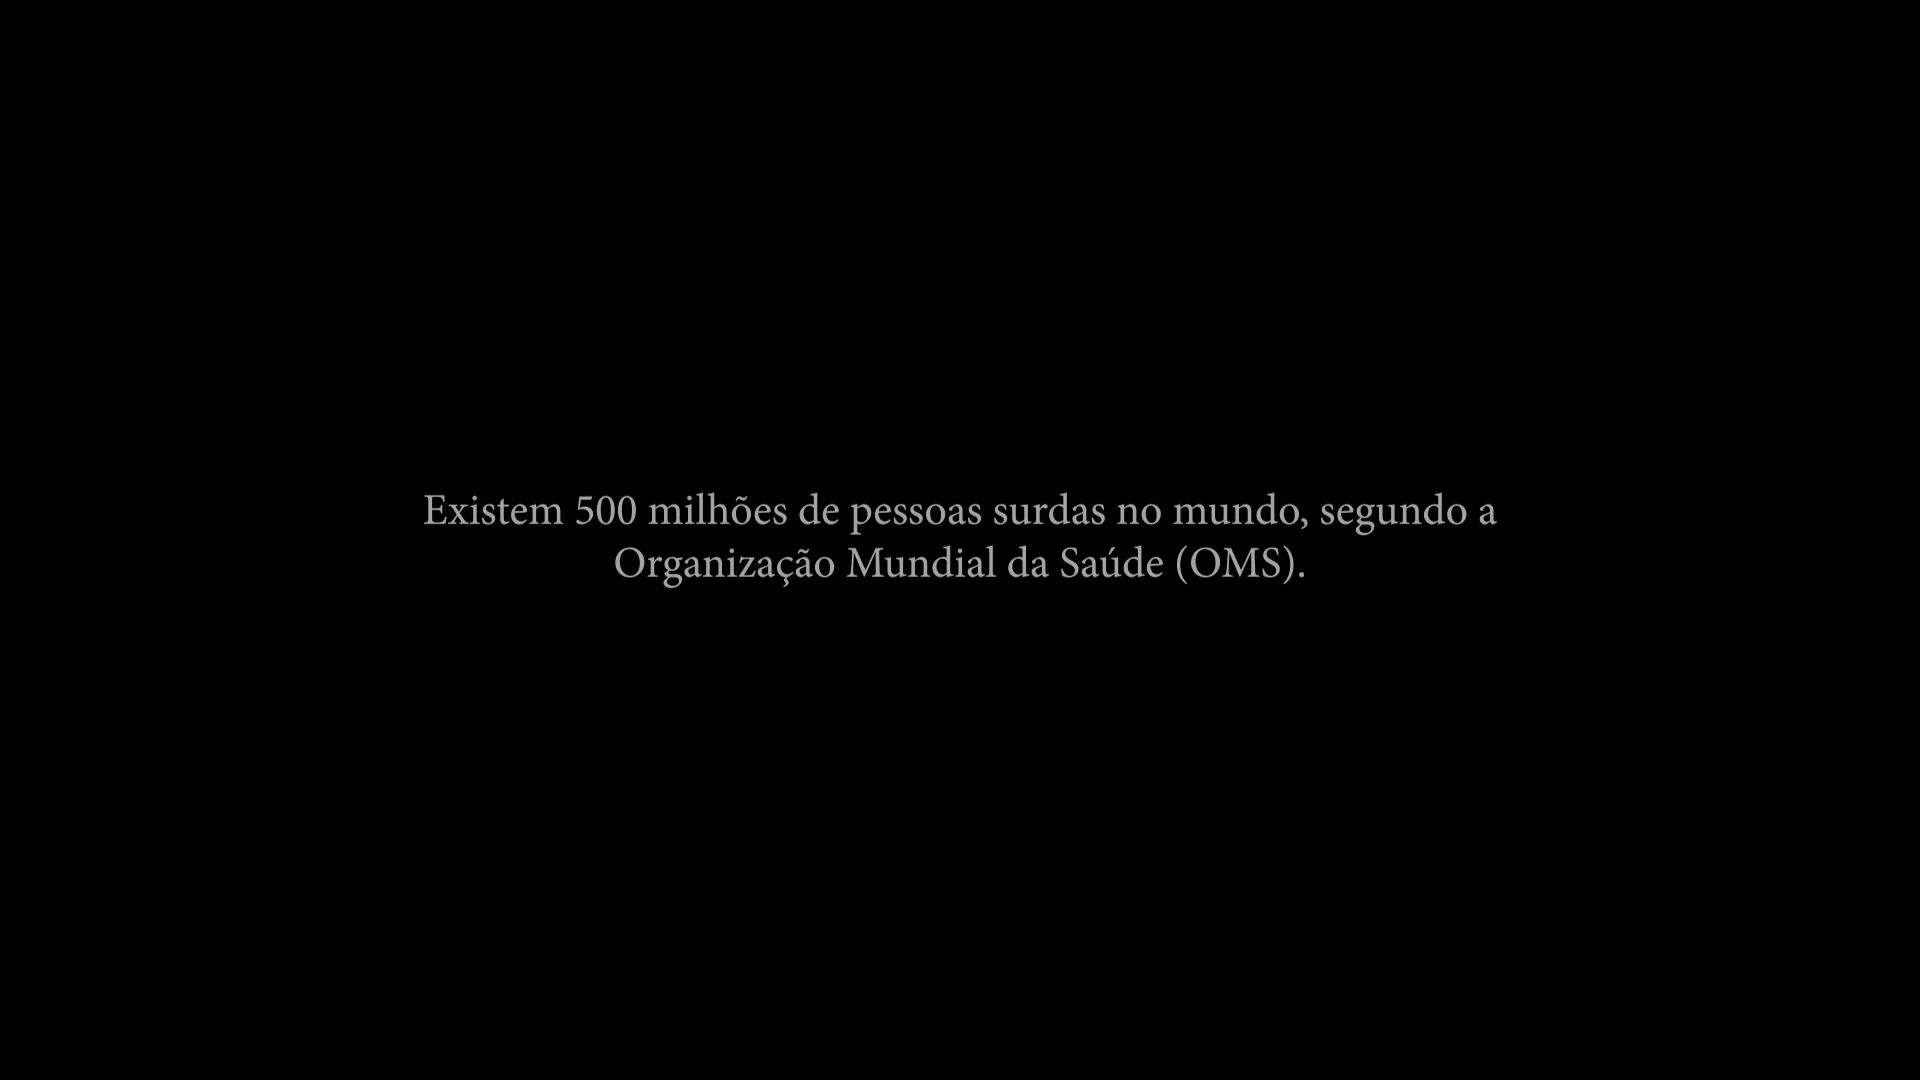 Existem 500 milhões de pessoas surdas no mundo, segundo a
Organização Mundial da Saúde (OMS).